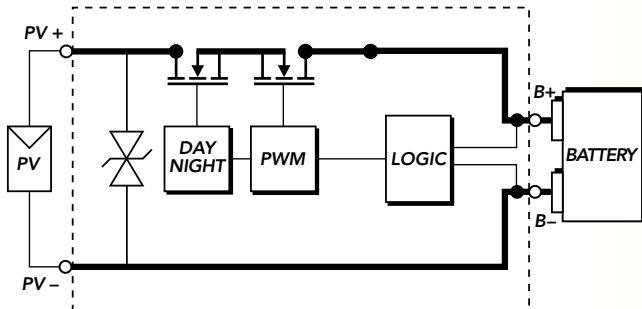 PV +
PV
DAY
NIGHT
PWM
LOGIC
B+
BATTERY
B–
PV –